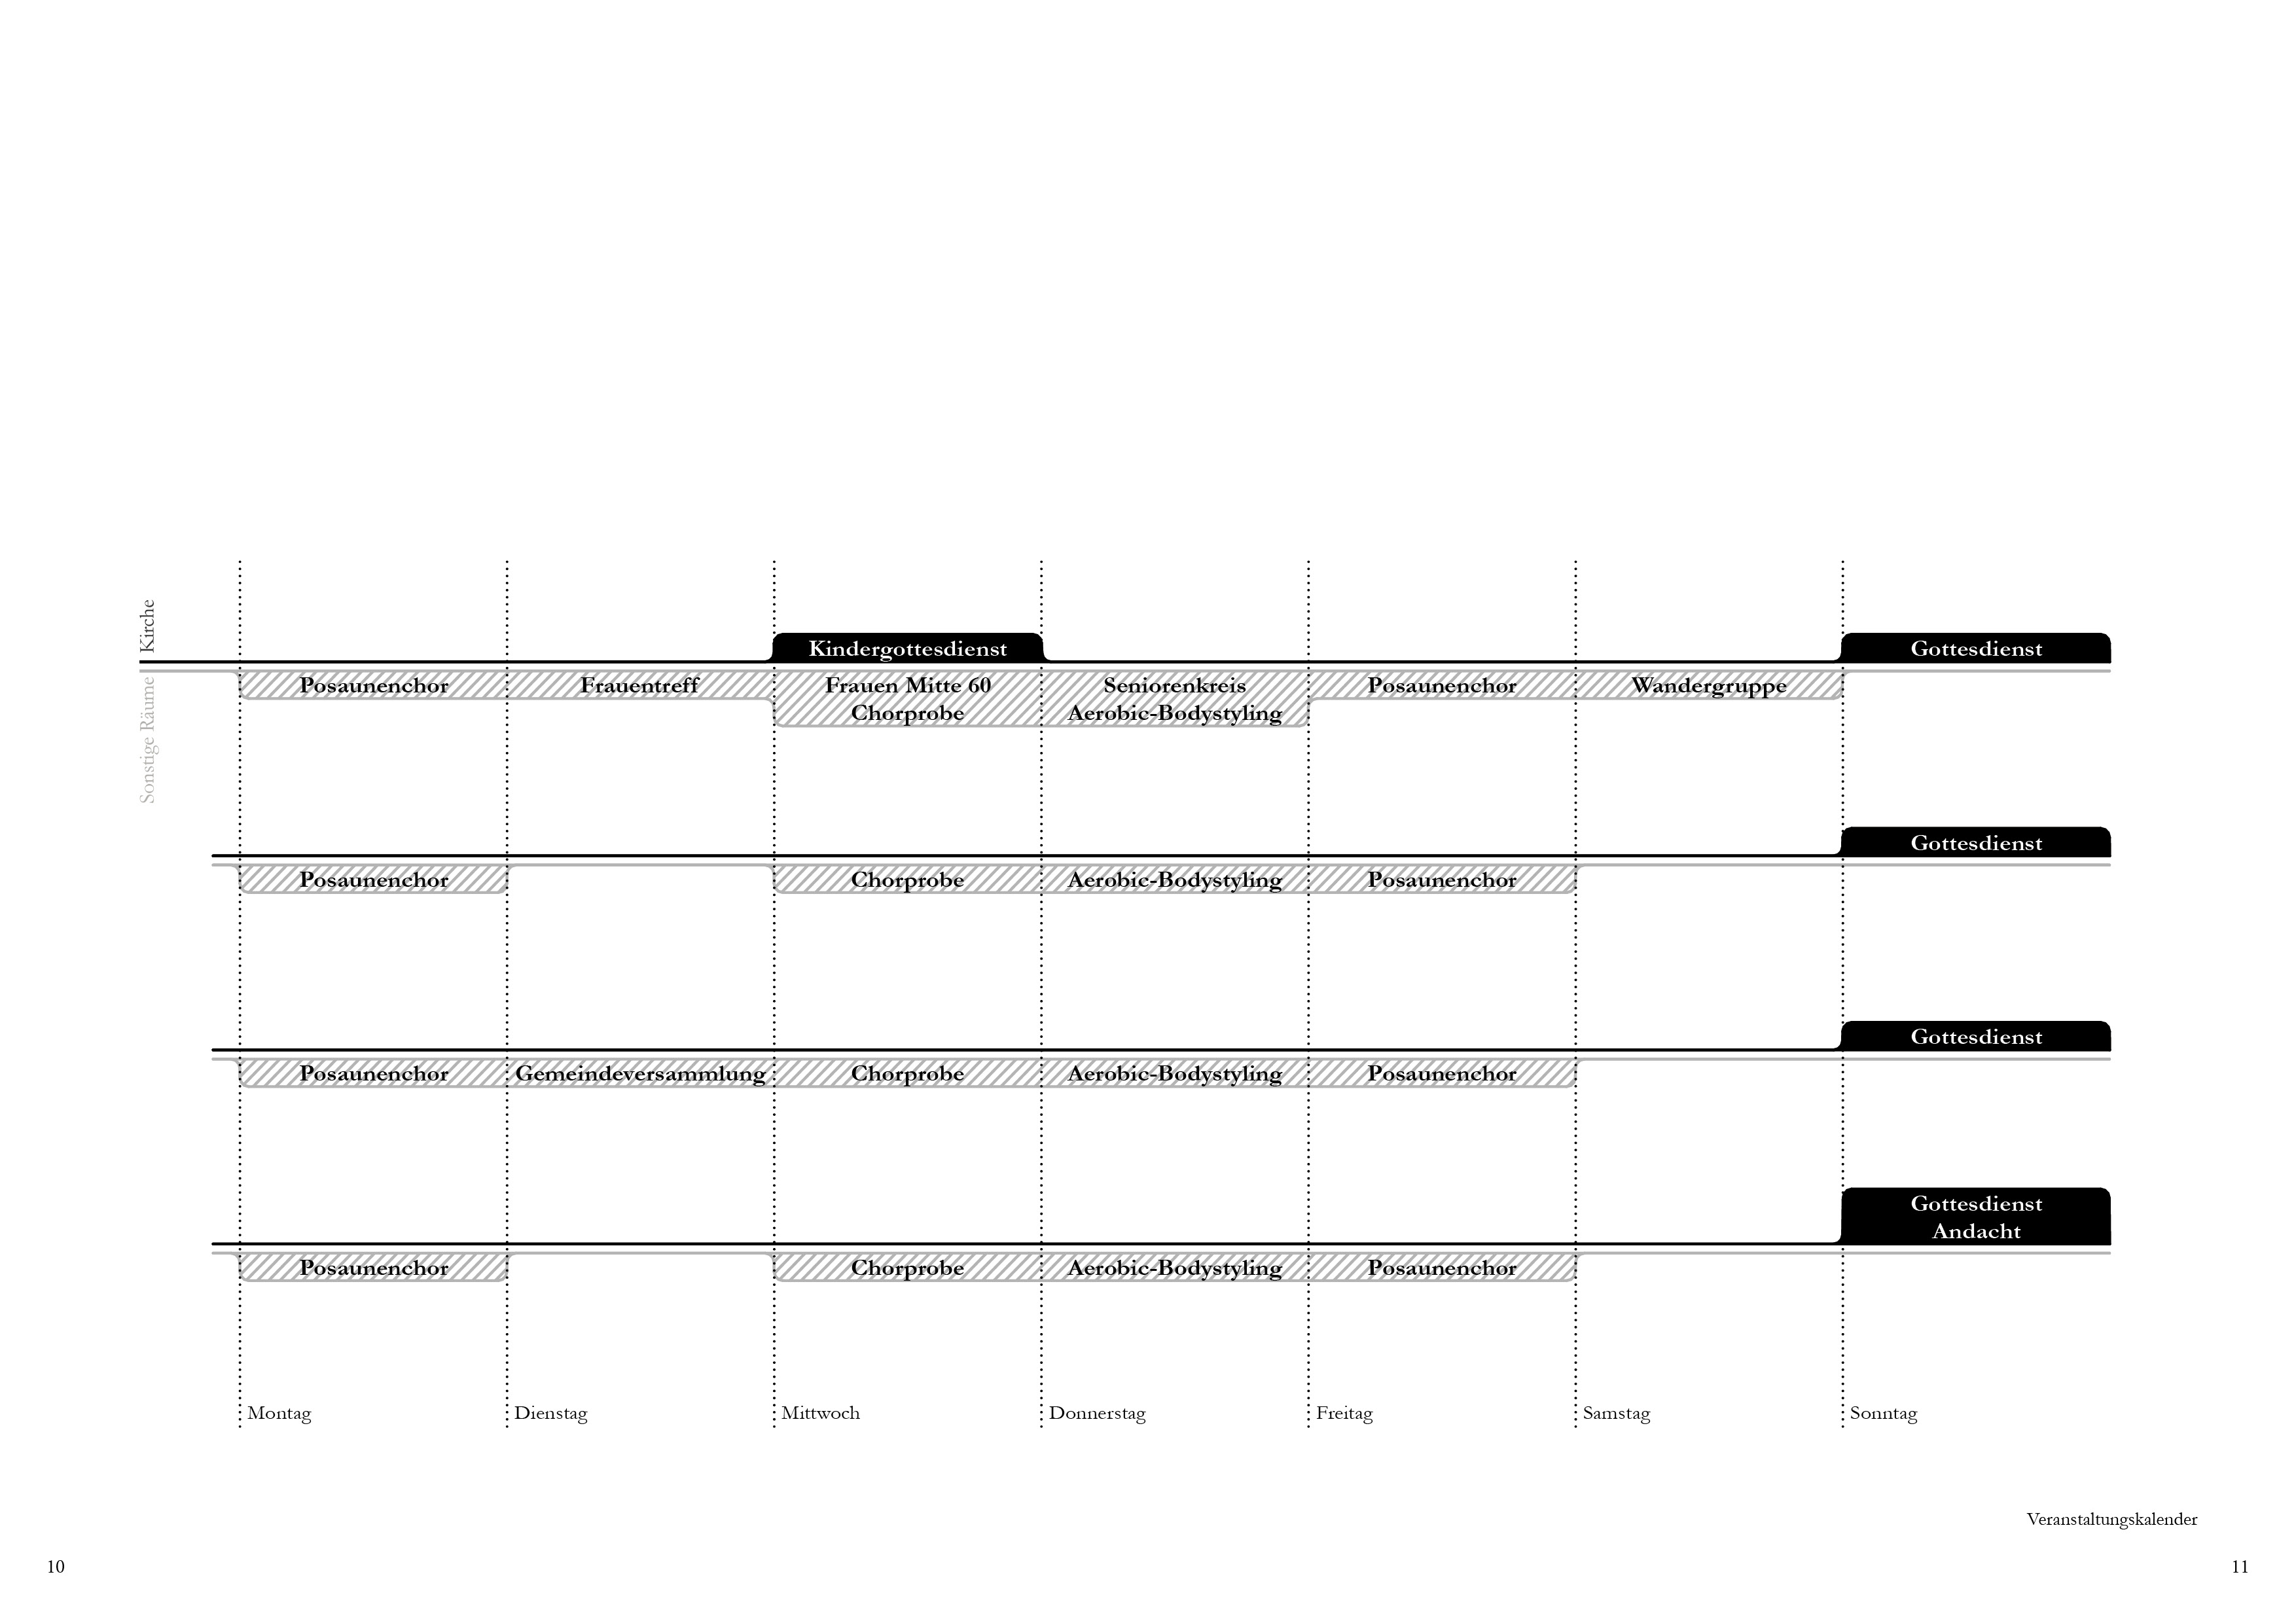 Kirche
Sonstige Räume
Kindergottesdienst
Gottesdienst
Posaunenchor
Frauentreff
Frauen Mitte 60
Chorprobe
Seniorenkreis
Aerobic-Bodystyling
Posaunenchor
Wandergruppe
Gottesdienst
Posaunenchor
Chorprobe
Aerobic-Bodystyling
Posaunenchor
Gottesdienst
Posaunenchor
Gemeindeversammlung
Chorprobe
Aerobic-Bodystyling
Posaunenchor
Gottesdienst
Andacht
Posaunenchor
Chorprobe
Aerobic-Bodystyling
Posaunenchor
Montag
Dienstag
Mittwoch
Donnerstag
Freitag
Samstag
Sonntag
Veranstaltungskalender
10
11